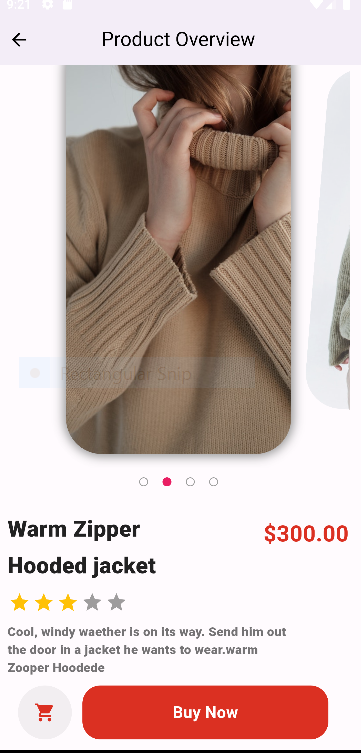 9:21
Product Overview
Rectangular Snip
Warm Zipper
Hooded jacket
$300.00
Cool, windy waether is on its way. Send him out
the door in a jacket he wants to wear.warm
Zooper Hoodede
Buy Now